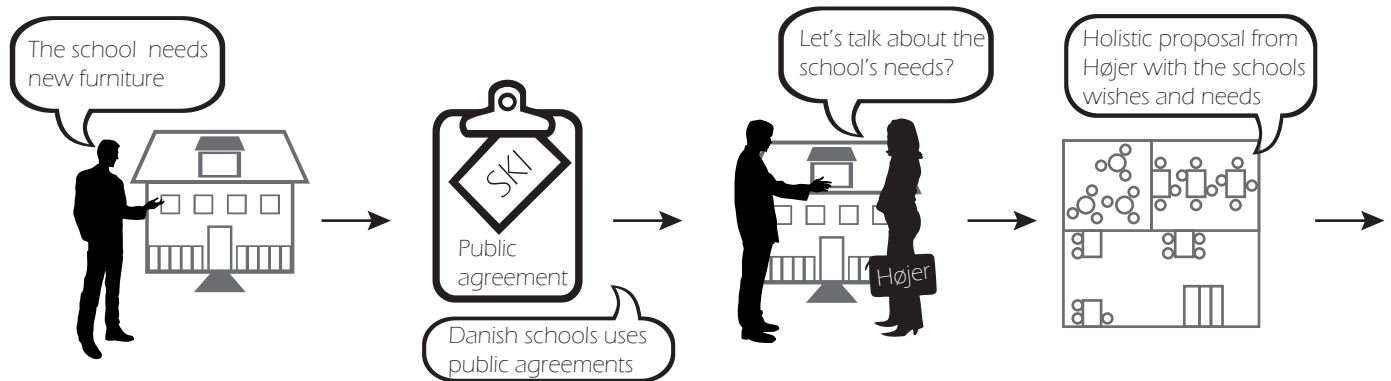 The school needs
new furniture
SKI
Public
agreement
Danish schools uses
public agreements
Let's talk about the
school's needs?
Højer
Holistic proposal from
Højer with the schools
wishes and needs